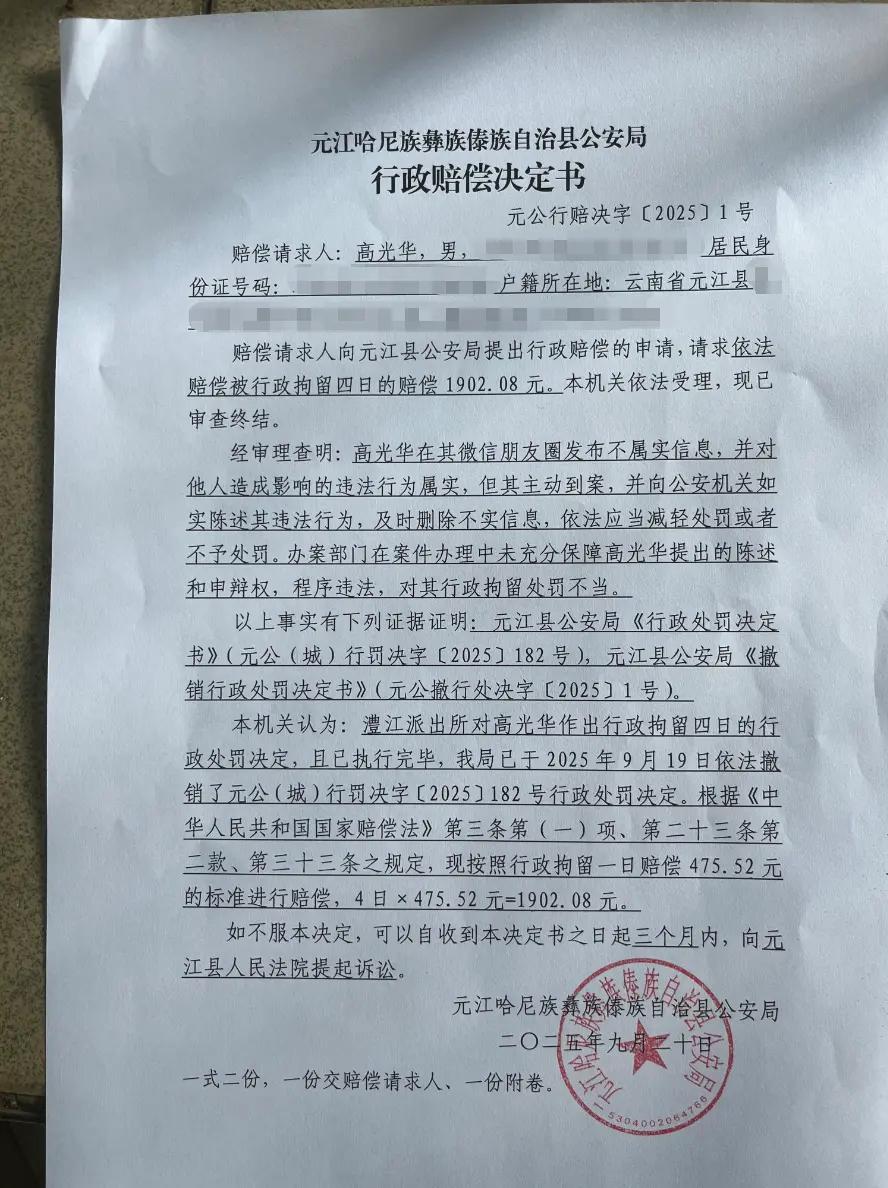 元江哈尼族彝族傣族自治县公安局
行政赔偿决定书
元公行赔决字〔2025〕1号
赔偿请求人：高光华，男，居民身
份证号码：户籍所在地：云南省元江县
赔偿请求人向元江县公安局提出行政赔偿的申请，请求依法
赔偿被行政拘留四日的赔偿1902.08元。本机关依法受理，现已
审查终结。
经审理查明：高光华在其微信朋友圈发布不属实信息，并对
他人造成影响的违法行为属实，但其主动到案，并向公安机关如
实陈述其违法行为，及时删除不实信息，依法应当减轻处罚或者
不予处罚。办案部门在案件办理中未充分保障高光华提出的陈述
和申辩权，程序违法，对其行政拘留处罚不当。
以上事实有下列证据证明：元江县公安局《行政处罚决定
书》（元公（城）行罚决字〔2025〕182号），元江县公安局《撤
销行政处罚决定书》（元公撤行处决字〔2025〕1号）。
本机关认为：澧江派出所对高光华作出行政拘留四日的行
政处罚决定，且已执行完毕，我局已于2025年9月19日依法撤
销了元公（城）行罚决字〔2025〕182号行政处罚决定。根据《中
华人民共和国国家赔偿法》第三条第（一）项、第二十三条第
二款、第三十三条之规定，现按照行政拘留一日赔偿475.52元
的标准进行赔偿，4日×475.52元=1902.08元。
如不服本决定，可以自收到本决定书之日起三个月内，向元
江县人民法院提起诉讼。
元江哈尼族彝族傣族自治县公安局
二〇二五年九月二十日
一式二份，一份交赔偿请求人、一份附卷。
元江哈尼族彝族傣族自治县公安局
5304002064766